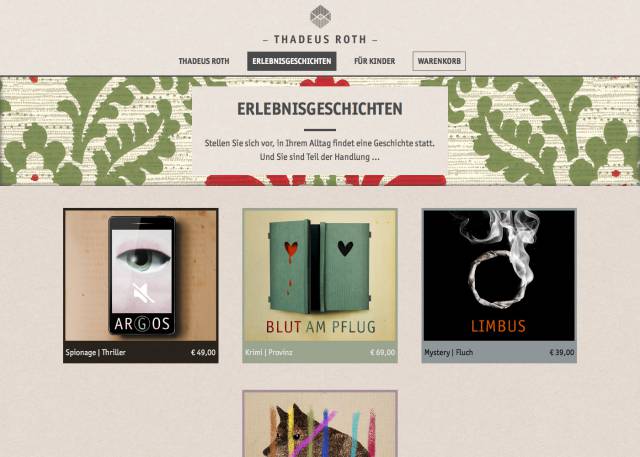 – THADEUS ROTH –
THADEUS ROTH ERLEBNISGESCHICHTEN FÜR KINDER WARENKORB
ERLEBNISGESCHICHTEN
Stellen Sie sich vor, in Ihrem Alltag findet eine Geschichte statt.
Und Sie sind Teil der Handlung ...
ARGOS
Spionage | Thriller € 49,00
BLUT AM PFLUG
Krimi | Provinz € 69,00
LIMBUS
Mystery | Fluch € 39,00